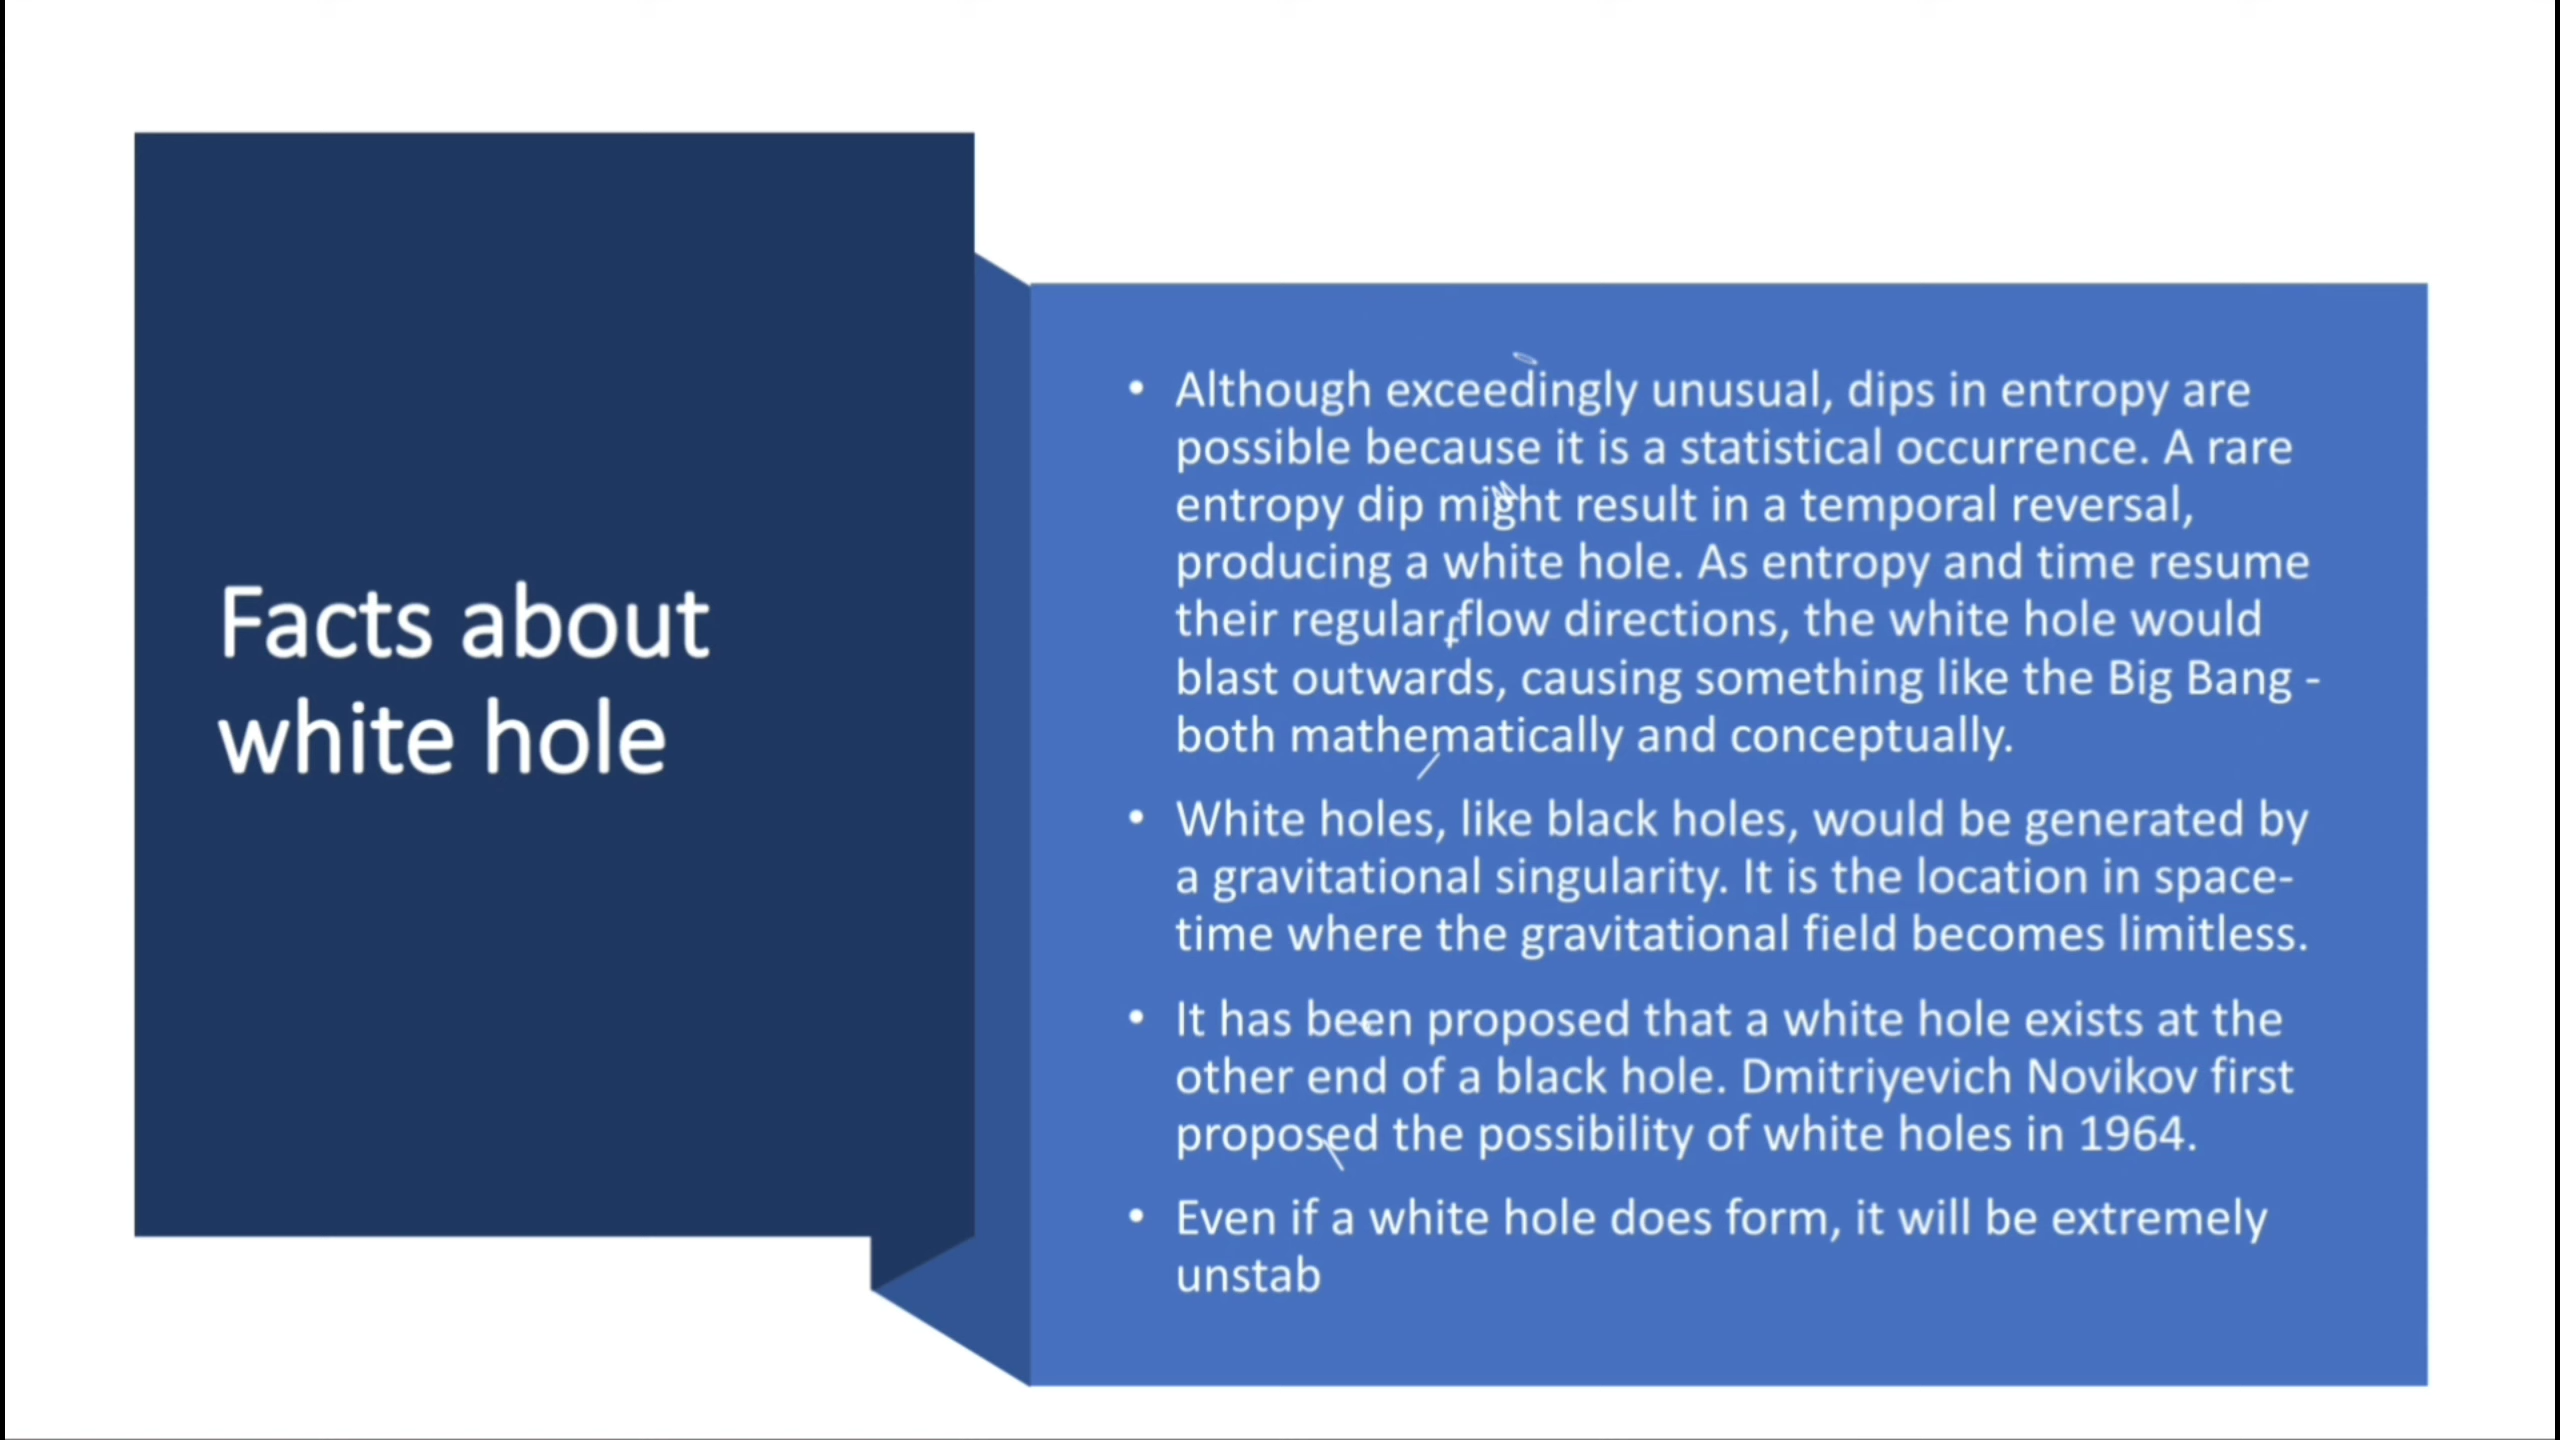 Facts about
white hole
• Although exceedingly unusual, dips in entropy are
possible because it is a statistical occurrence. A rare
entropy dip might result in a temporal reversal,
producing a white hole. As entropy and time resume
their regular flow directions, the white hole would
blast outwards, causing something like the Big Bang -
both mathematically and conceptually.
• White holes, like black holes, would be generated by
a gravitational singularity. It is the location in space-
time where the gravitational field becomes limitless.
• It has been proposed that a white hole exists at the
other end of a black hole. Dmitriyevich Novikov first
proposed the possibility of white holes in 1964.
• Even if a white hole does form, it will be extremely
unstab